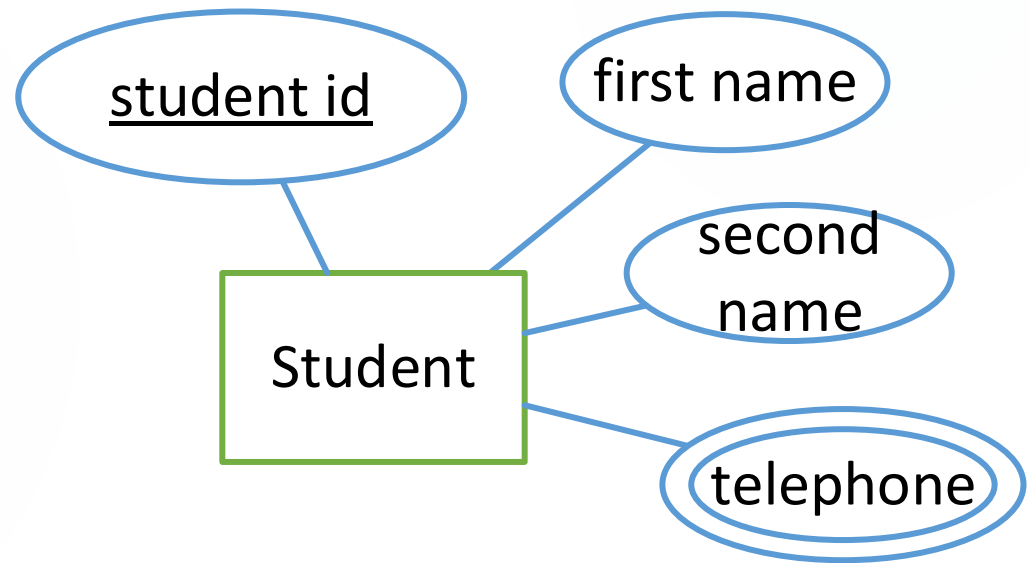 student id
first name
second
name
Student
telephone